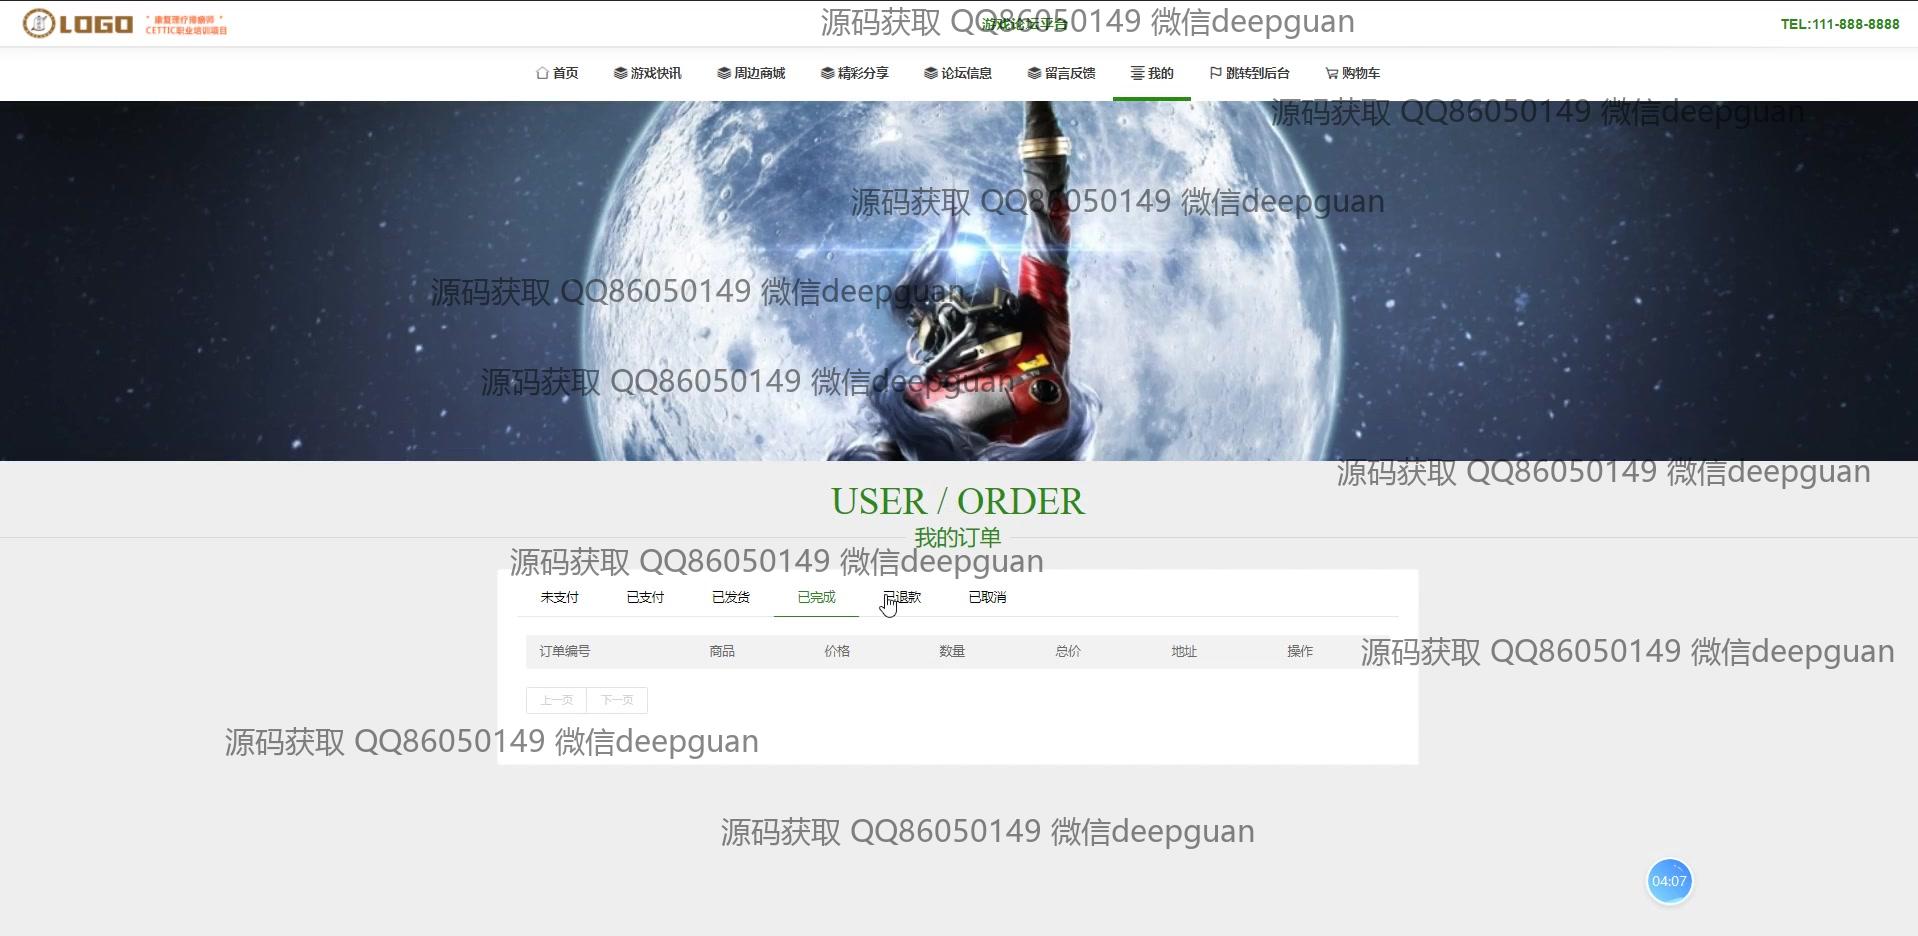 LOGO
康复理疗排痛师
CETTIC职业培训项目
游戏论坛平台
源码获取 QQ86050149 微信deepguan
TEL:111-888-8888
首页 游戏快讯 周边商城 精彩分享 论坛信息 留言反馈 我的 跳转到后台 购物车
源码获取 QQ86050149 微信deepguan
源码获取 QQ86050149 微信deepguan
源码获取 QQ86050149 微信deepguan
源码获取 QQ86050149 微信deepguan
源码获取 QQ86050149 微信deepguan
USER / ORDER
我的订单
源码获取 QQ86050149 微信deepguan
未支付 已支付 已发货 已完成 已退款 已取消
订单编号 商品 价格 数量 总价 地址 操作
源码获取 QQ86050149 微信deepguan
上一页 下一页
源码获取 QQ86050149 微信deepguan
源码获取 QQ86050149 微信deepguan
04:07